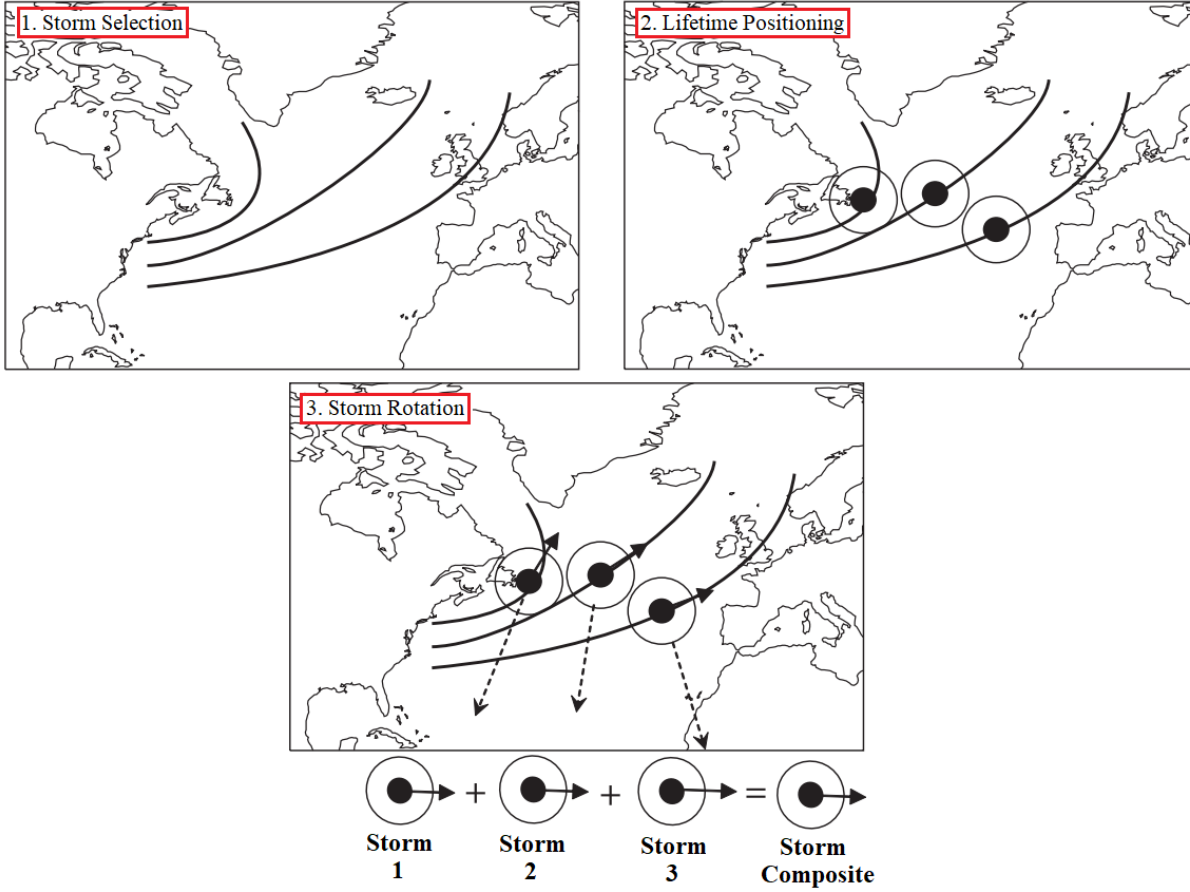 1. Storm Selection
2. Lifetime Positioning
3. Storm Rotation
+ + =
Storm Storm Storm Storm
1 2 3 Composite